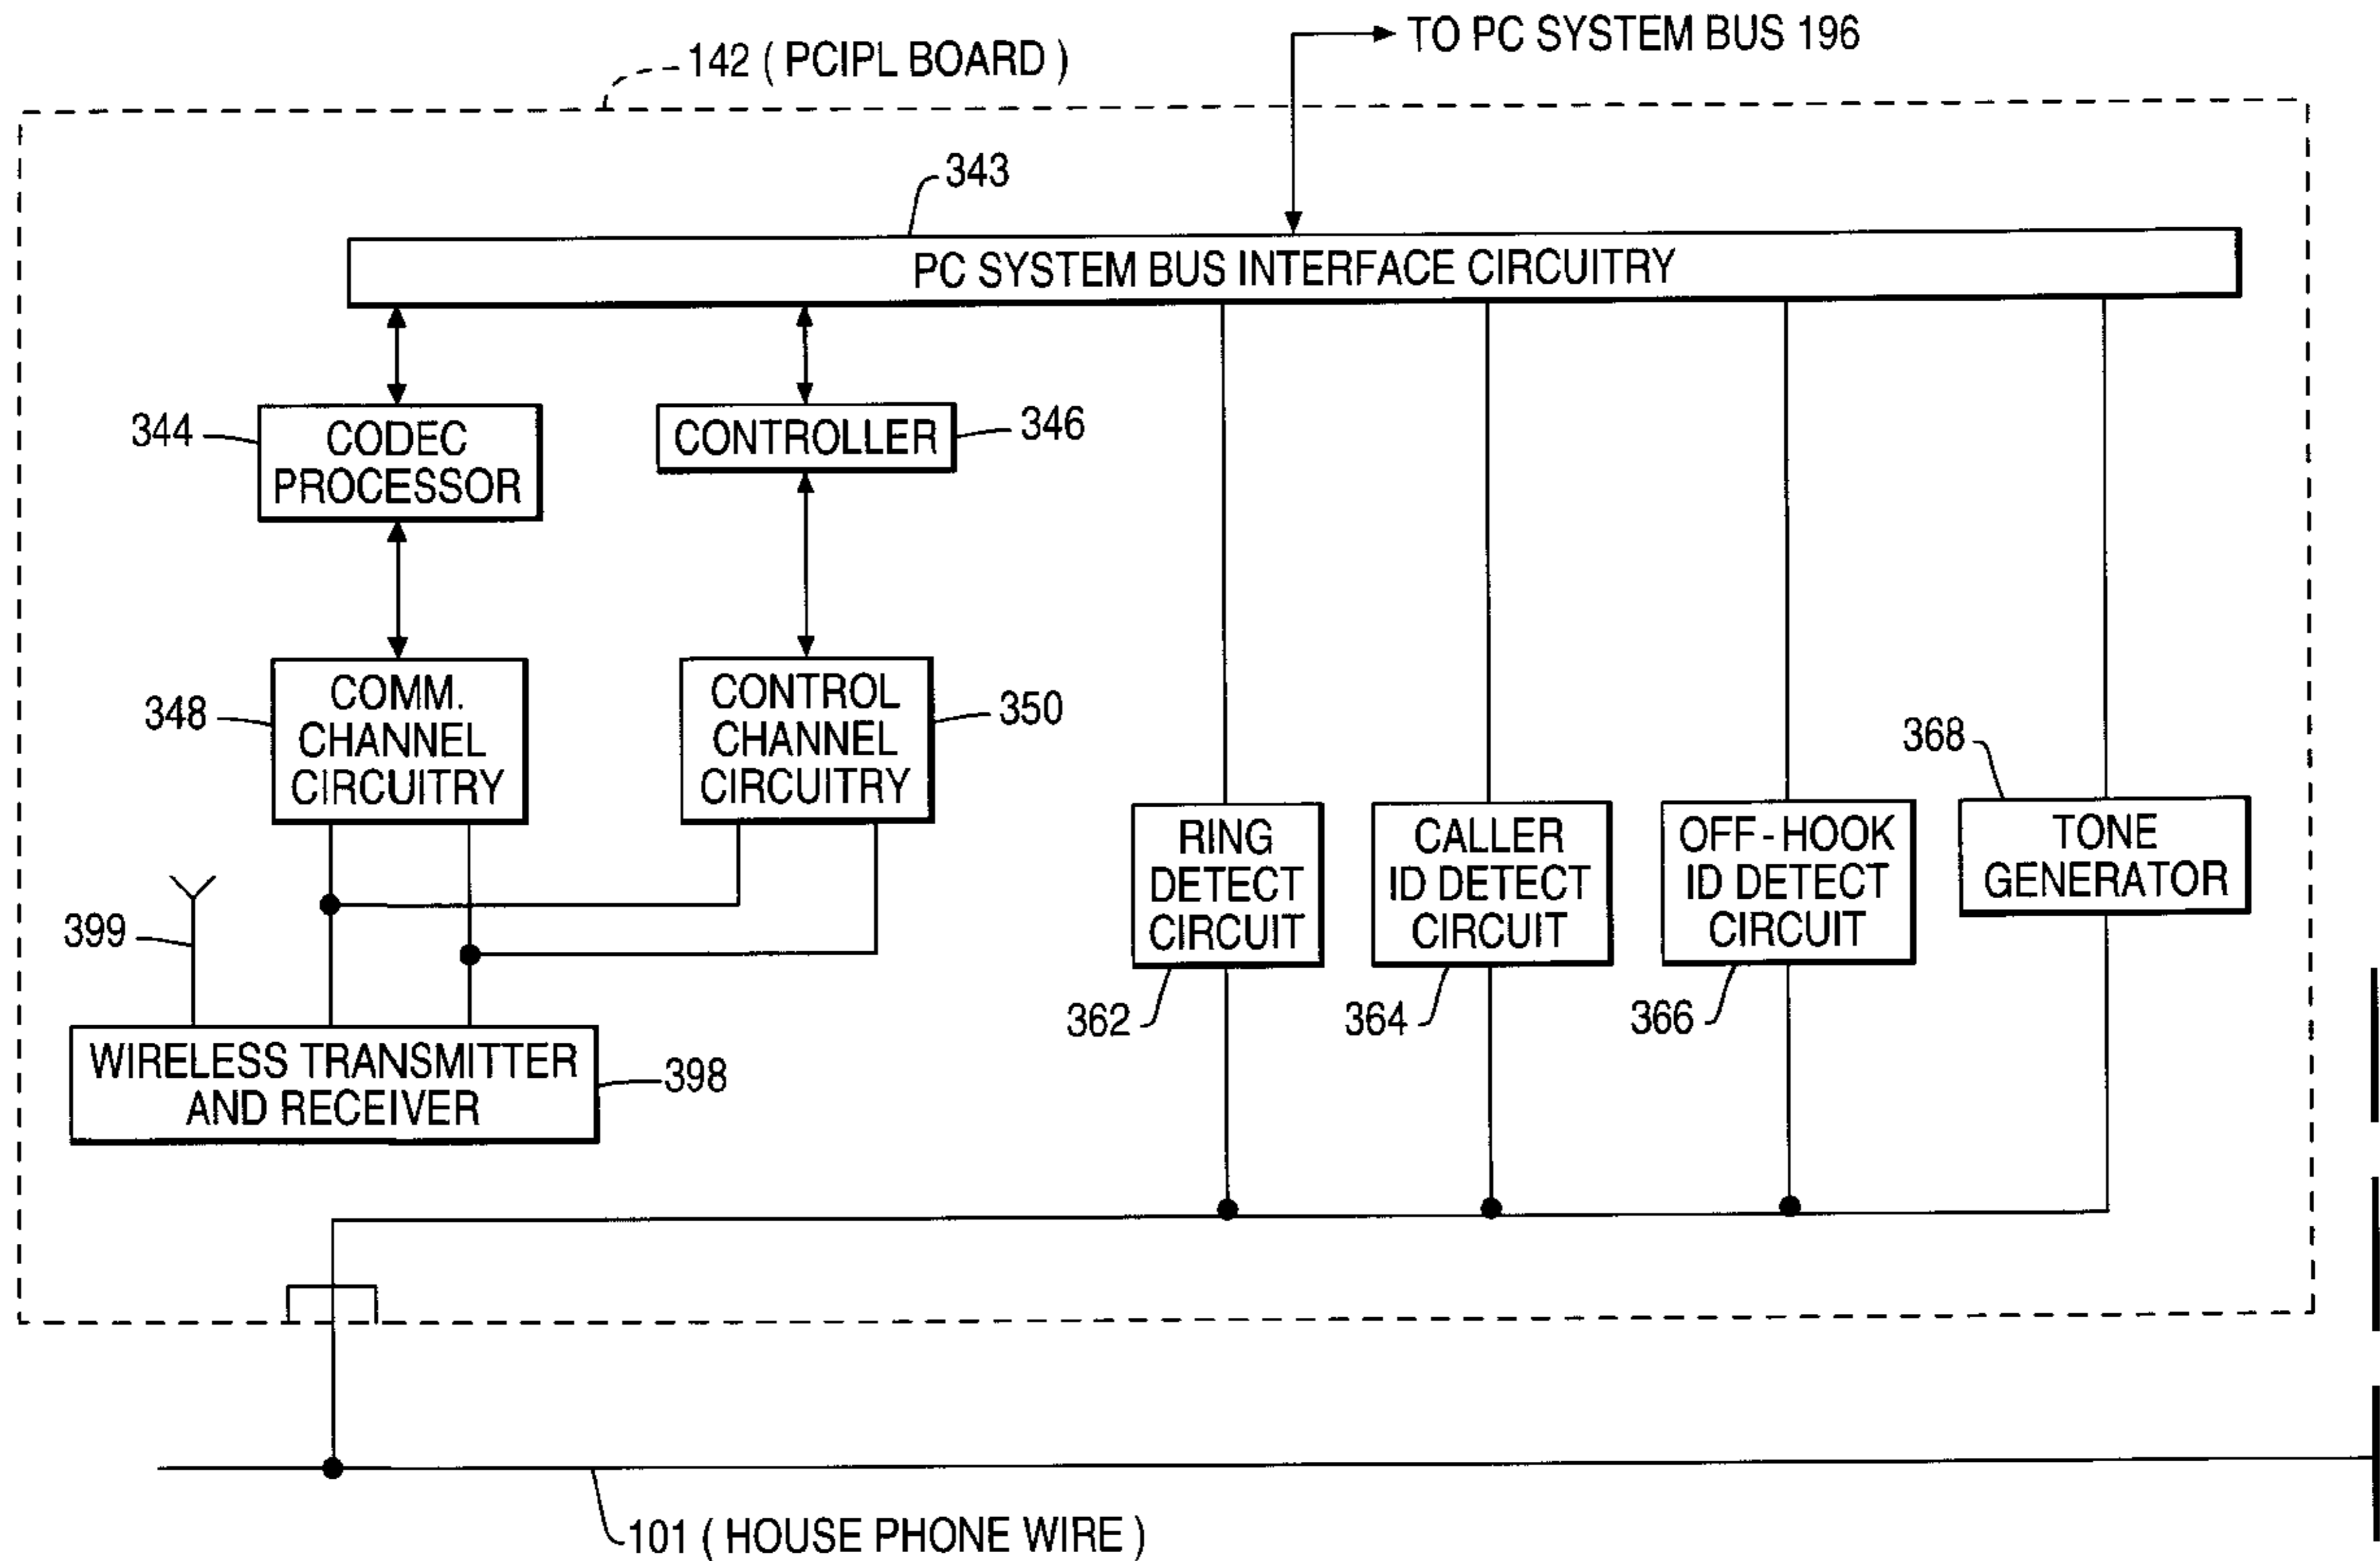 TO PC SYSTEM BUS 196
142 ( PCIPL BOARD )
343
PC SYSTEM BUS INTERFACE CIRCUITRY
344
CODEC
PROCESSOR
CONTROLLER
346
348
COMM.
CHANNEL
CIRCUITRY
CONTROL
CHANNEL
CIRCUITRY
350
368
RING
DETECT
CIRCUIT
CALLER
ID DETECT
CIRCUIT
OFF-HOOK
ID DETECT
CIRCUIT
TONE
GENERATOR
399
362
364
366
WIRELESS TRANSMITTER
AND RECEIVER
398
101 ( HOUSE PHONE WIRE )